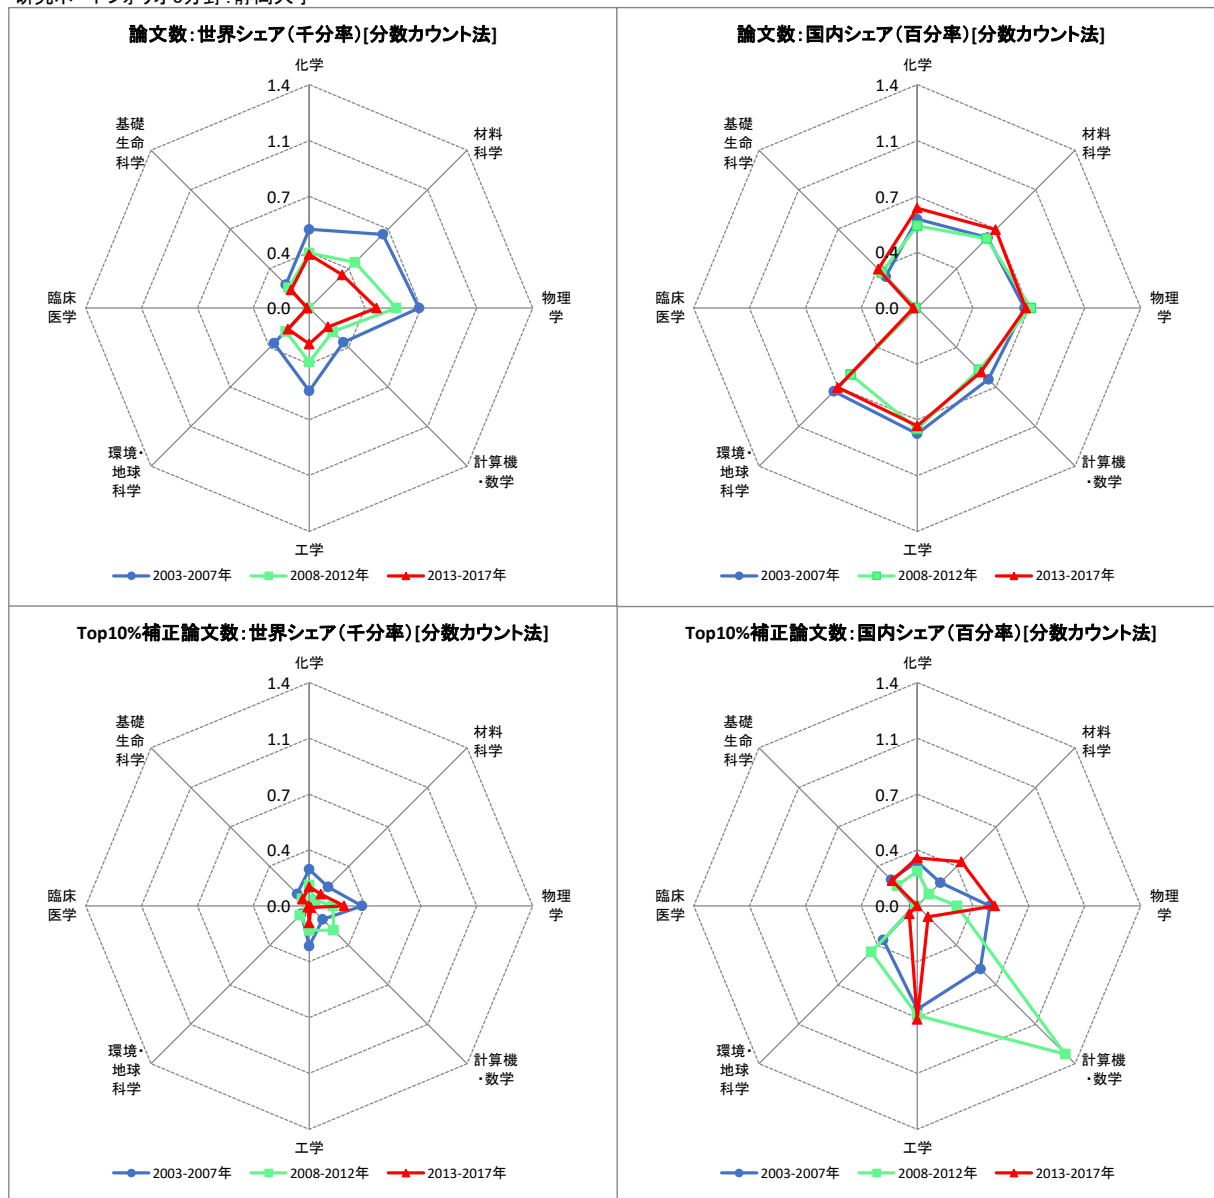 論文数:世界シェア(千分率)[分数カウント法]
化学
1.4
1.1
0.7
0.4
0.0
材料
科学
物理
学
計算機
・数学
工学
環境・
地球
科学
臨床
医学
基礎
生命
科学
2003-2007年 2008-2012年 2013-2017年
論文数:国内シェア(百分率)[分数カウント法]
化学
1.4
1.1
0.7
0.4
0.0
材料
科学
物理
学
計算機
・数学
工学
環境・
地球
科学
臨床
医学
基礎
生命
科学
2003-2007年 2008-2012年 2013-2017年
Top10%補正論文数:世界シェア(千分率)[分数カウント法]
化学
1.4
1.1
0.7
0.4
0.0
材料
科学
物理
学
計算機
・数学
工学
環境・
地球
科学
臨床
医学
基礎
生命
科学
2003-2007年 2008-2012年 2013-2017年
Top10%補正論文数:国内シェア(百分率)[分数カウント法]
化学
1.4
1.1
0.7
0.4
0.0
材料
科学
物理
学
計算機
・数学
工学
環境・
地球
科学
臨床
医学
基礎
生命
科学
2003-2007年 2008-2012年 2013-2017年